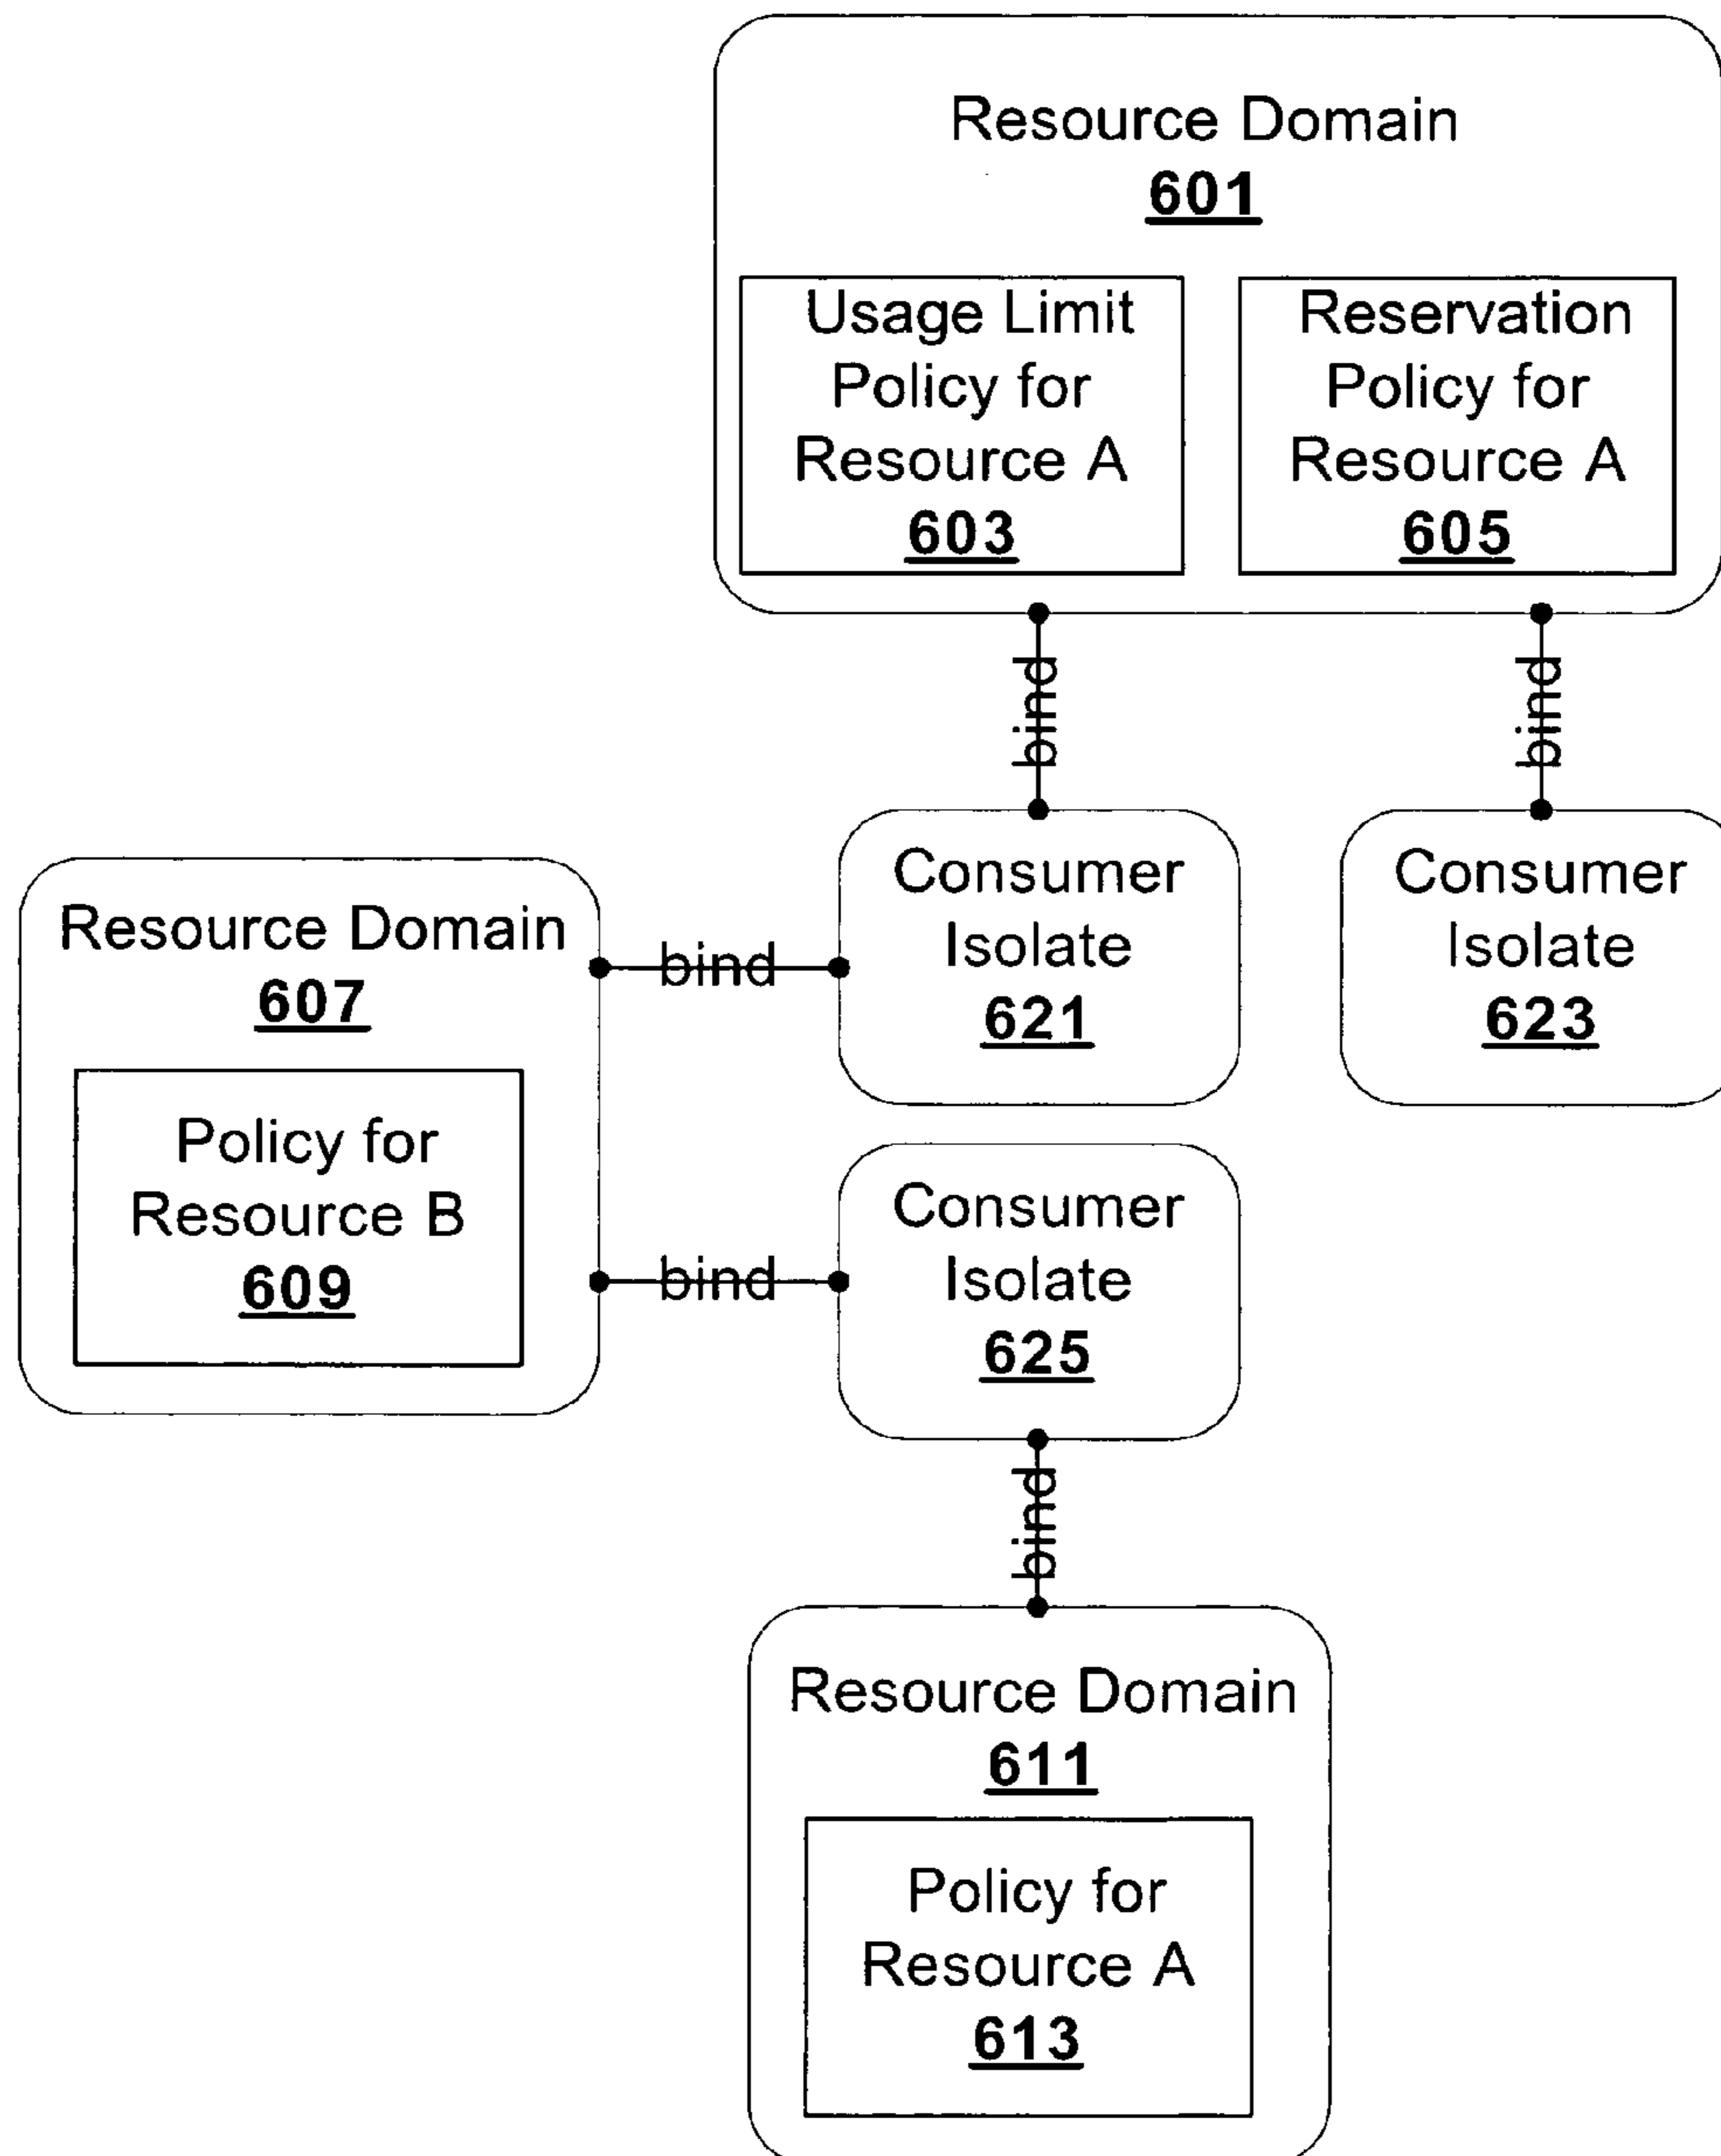 Resource Domain
601
Usage Limit
Policy for
Resource A
603
Reservation
Policy for
Resource A
605
bind
bind
Resource Domain
607
Policy for
Resource B
609
bind
Consumer
Isolate
621
Consumer
Isolate
623
bind
Consumer
Isolate
625
bind
Resource Domain
611
Policy for
Resource A
613